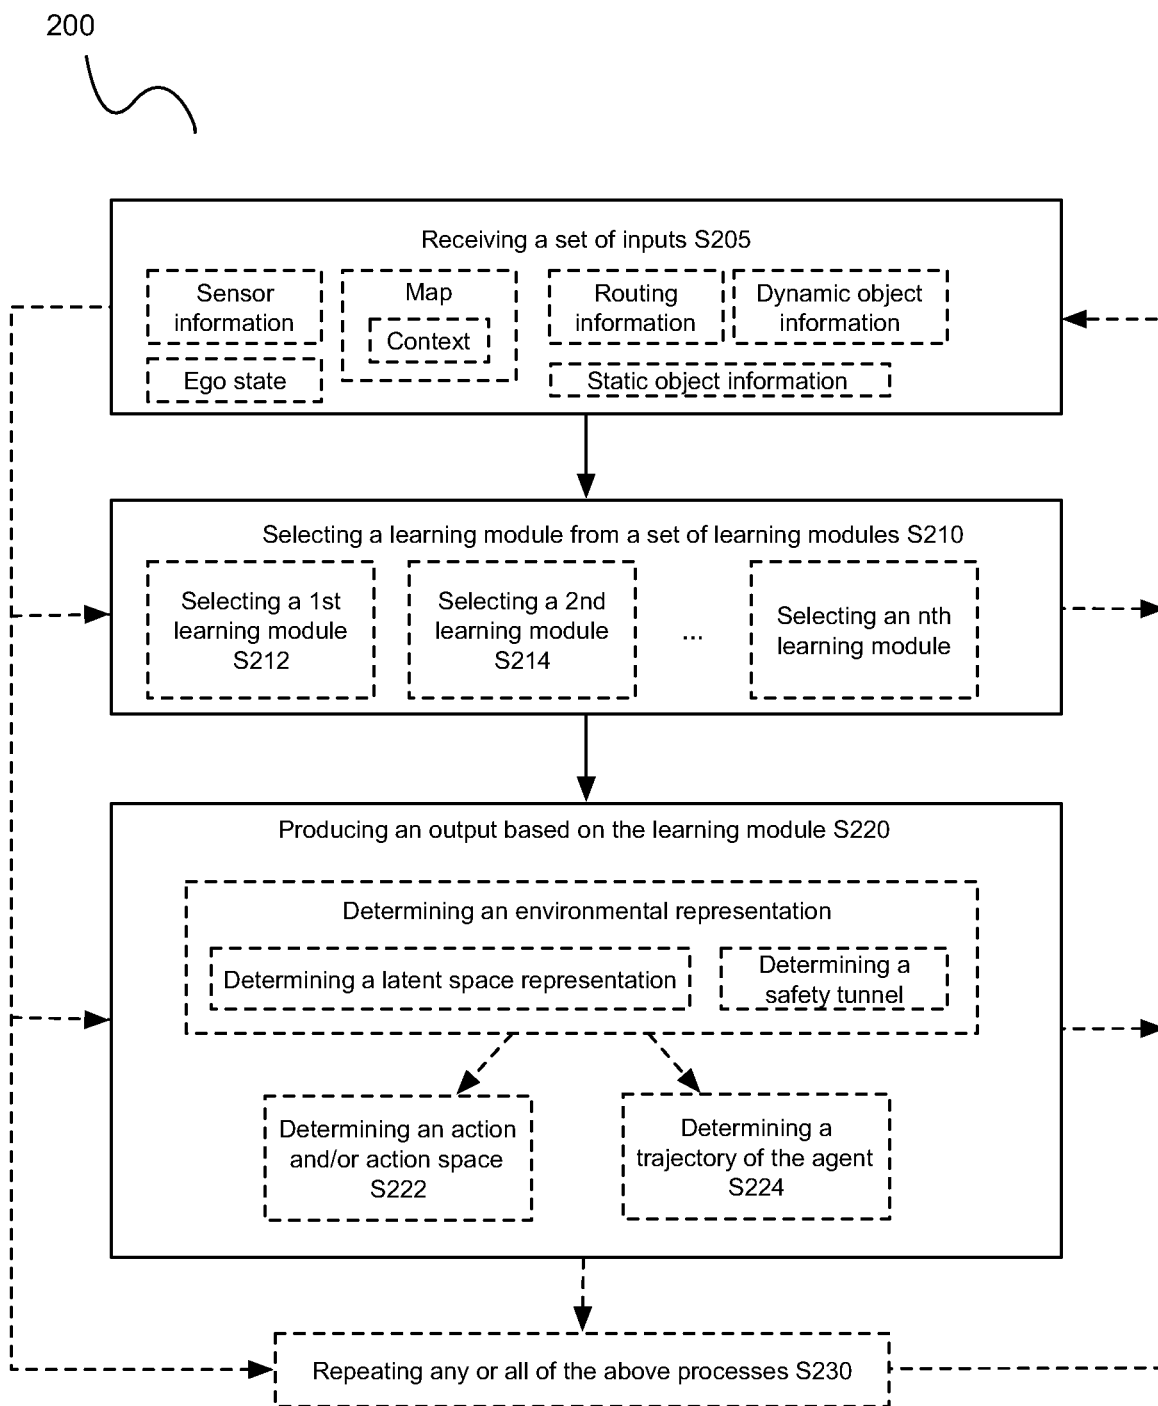 200
Receiving a set of inputs S205
Sensor
information
Map
Context
Routing
information
Dynamic object
information
Ego state
Static object information
Selecting a learning module from a set of learning modules S210
Selecting a 1st
learning module
S212
Selecting a 2nd
learning module
S214
...
Selecting an nth
learning module
Producing an output based on the learning module S220
Determining an environmental representation
Determining a latent space representation
Determining a
safety tunnel
Determining an action
and/or action space
S222
Determining a
trajectory of the agent
S224
Repeating any or all of the above processes S230